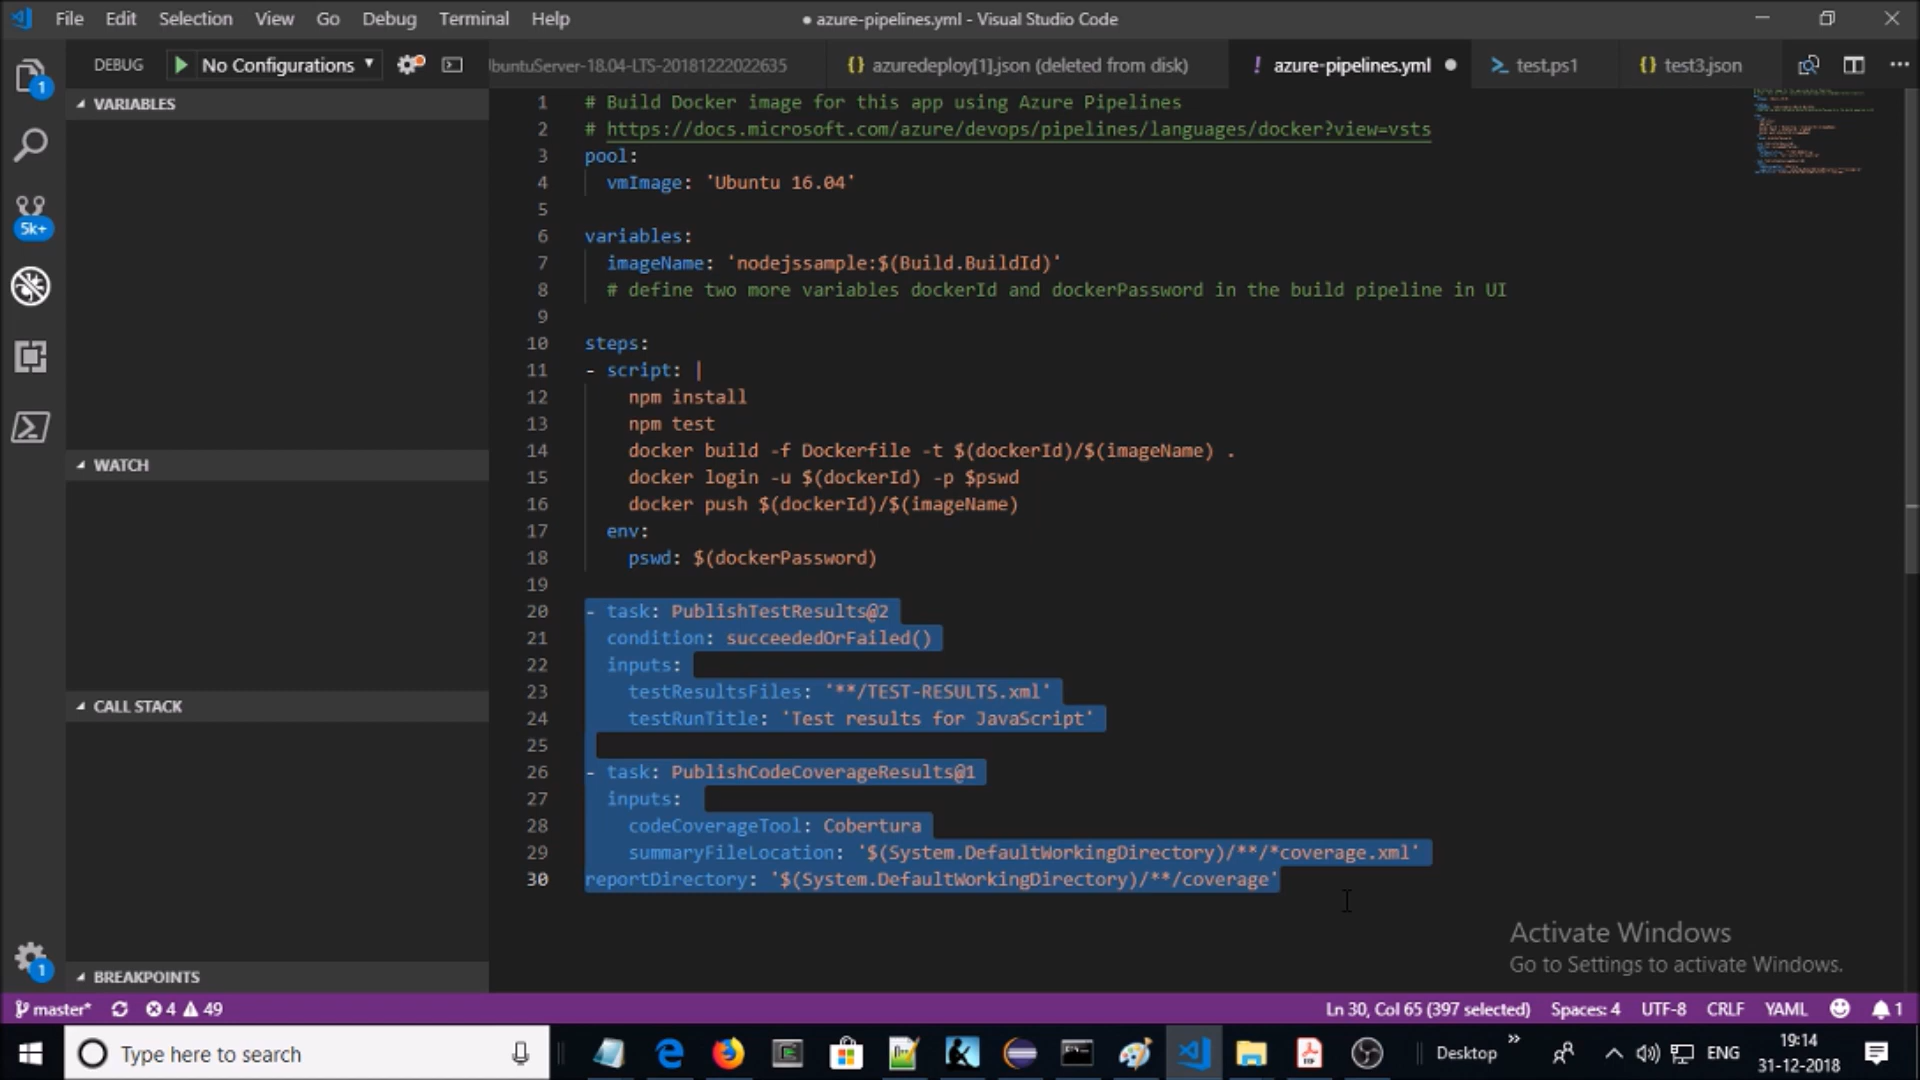 File Edit Selection View Go Debug Terminal Help
● azure-pipelines.yml - Visual Studio Code
DEBUG No Configurations
buntuServer-18.04-LTS-20181222022635
{} azuredeploy[1].json (deleted from disk)
! azure-pipelines.yml ●
test.ps1
{} test3.json
VARIABLES
WATCH
CALL STACK
BREAKPOINTS
1
5k+
1
1 # Build Docker image for this app using Azure Pipelines
2 # https://docs.microsoft.com/azure/devops/pipelines/languages/docker?view=vsts
3 pool:
4 vmImage: 'Ubuntu 16.04'
5
6 variables:
7 imageName: 'nodejssample:$(Build.BuildId)'
8 # define two more variables dockerId and dockerPassword in the build pipeline in UI
9
10 steps:
11 - script: |
12 npm install
13 npm test
14 docker build -f Dockerfile -t $(dockerId)/$(imageName) .
15 docker login -u $(dockerId) -p $pswd
16 docker push $(dockerId)/$(imageName)
17 env:
18 pswd: $(dockerPassword)
19
20 - task: PublishTestResults@2
21 condition: succeededOrFailed()
22 inputs:
23 testResultsFiles: '**/TEST-RESULTS.xml'
24 testRunTitle: 'Test results for JavaScript'
25
26 - task: PublishCodeCoverageResults@1
27 inputs:
28 codeCoverageTool: Cobertura
29 summaryFileLocation: '$(System.DefaultWorkingDirectory)/**/*coverage.xml'
30 reportDirectory: '$(System.DefaultWorkingDirectory)/**/coverage'
Activate Windows
Go to Settings to activate Windows.
master* 4 49
Ln 30, Col 65 (397 selected) Spaces: 4 UTF-8 CRLF YAML 1
Type here to search
Desktop
ENG
19:14
31-12-2018